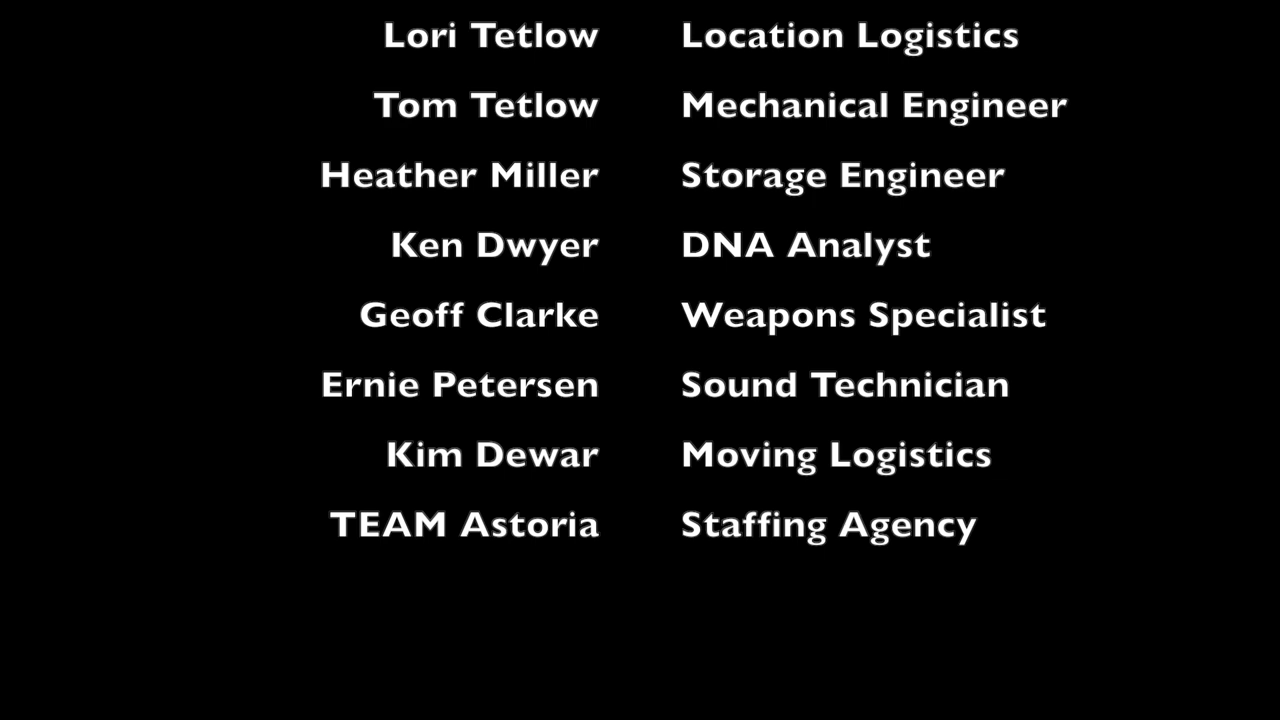 Lori Tetlow Location Logistics
Tom Tetlow Mechanical Engineer
Heather Miller Storage Engineer
Ken Dwyer DNA Analyst
Geoff Clarke Weapons Specialist
Ernie Petersen Sound Technician
Kim Dewar Moving Logistics
TEAM Astoria Staffing Agency